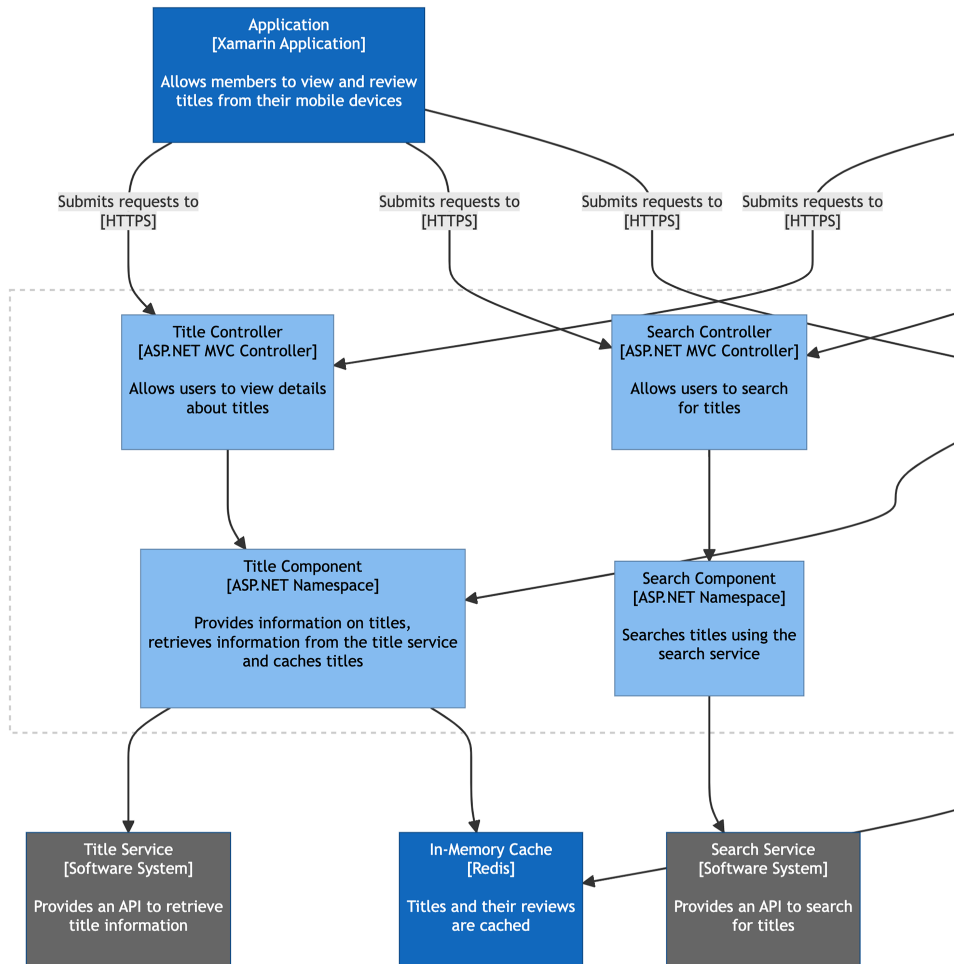 Application
[Xamarin Application]
Allows members to view and review
titles from their mobile devices
Submits requests to
[HTTPS]
Submits requests to
[HTTPS]
Submits requests to
[HTTPS]
Submits requests to
[HTTPS]
Title Controller
[ASP.NET MVC Controller]
Allows users to view details
about titles
Search Controller
[ASP.NET MVC Controller]
Allows users to search
for titles
Title Component
[ASP.NET Namespace]
Provides information on titles,
retrieves information from the title service
and caches titles
Search Component
[ASP.NET Namespace]
Searches titles using the
search service
Title Service
[Software System]
Provides an API to retrieve
title information
In-Memory Cache
[Redis]
Titles and their reviews
are cached
Search Service
[Software System]
Provides an API to search
for titles